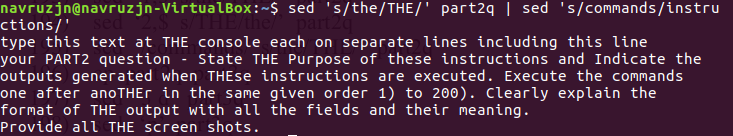 navruzjn@navruzjn-VirtualBox:~$ sed 's/the/THE/' part2q | sed 's/commands/instru
ctions/'
type this text at THE console each on separate lines including this line
your PART2 question - State THE Purpose of these instructions and Indicate the
outputs generated when THEse instructions are executed. Execute the commands
one after anoTHEr in the same given order 1) to 200). Clearly explain the
format of THE output with all the fields and their meaning.
Provide all THE screen shots.